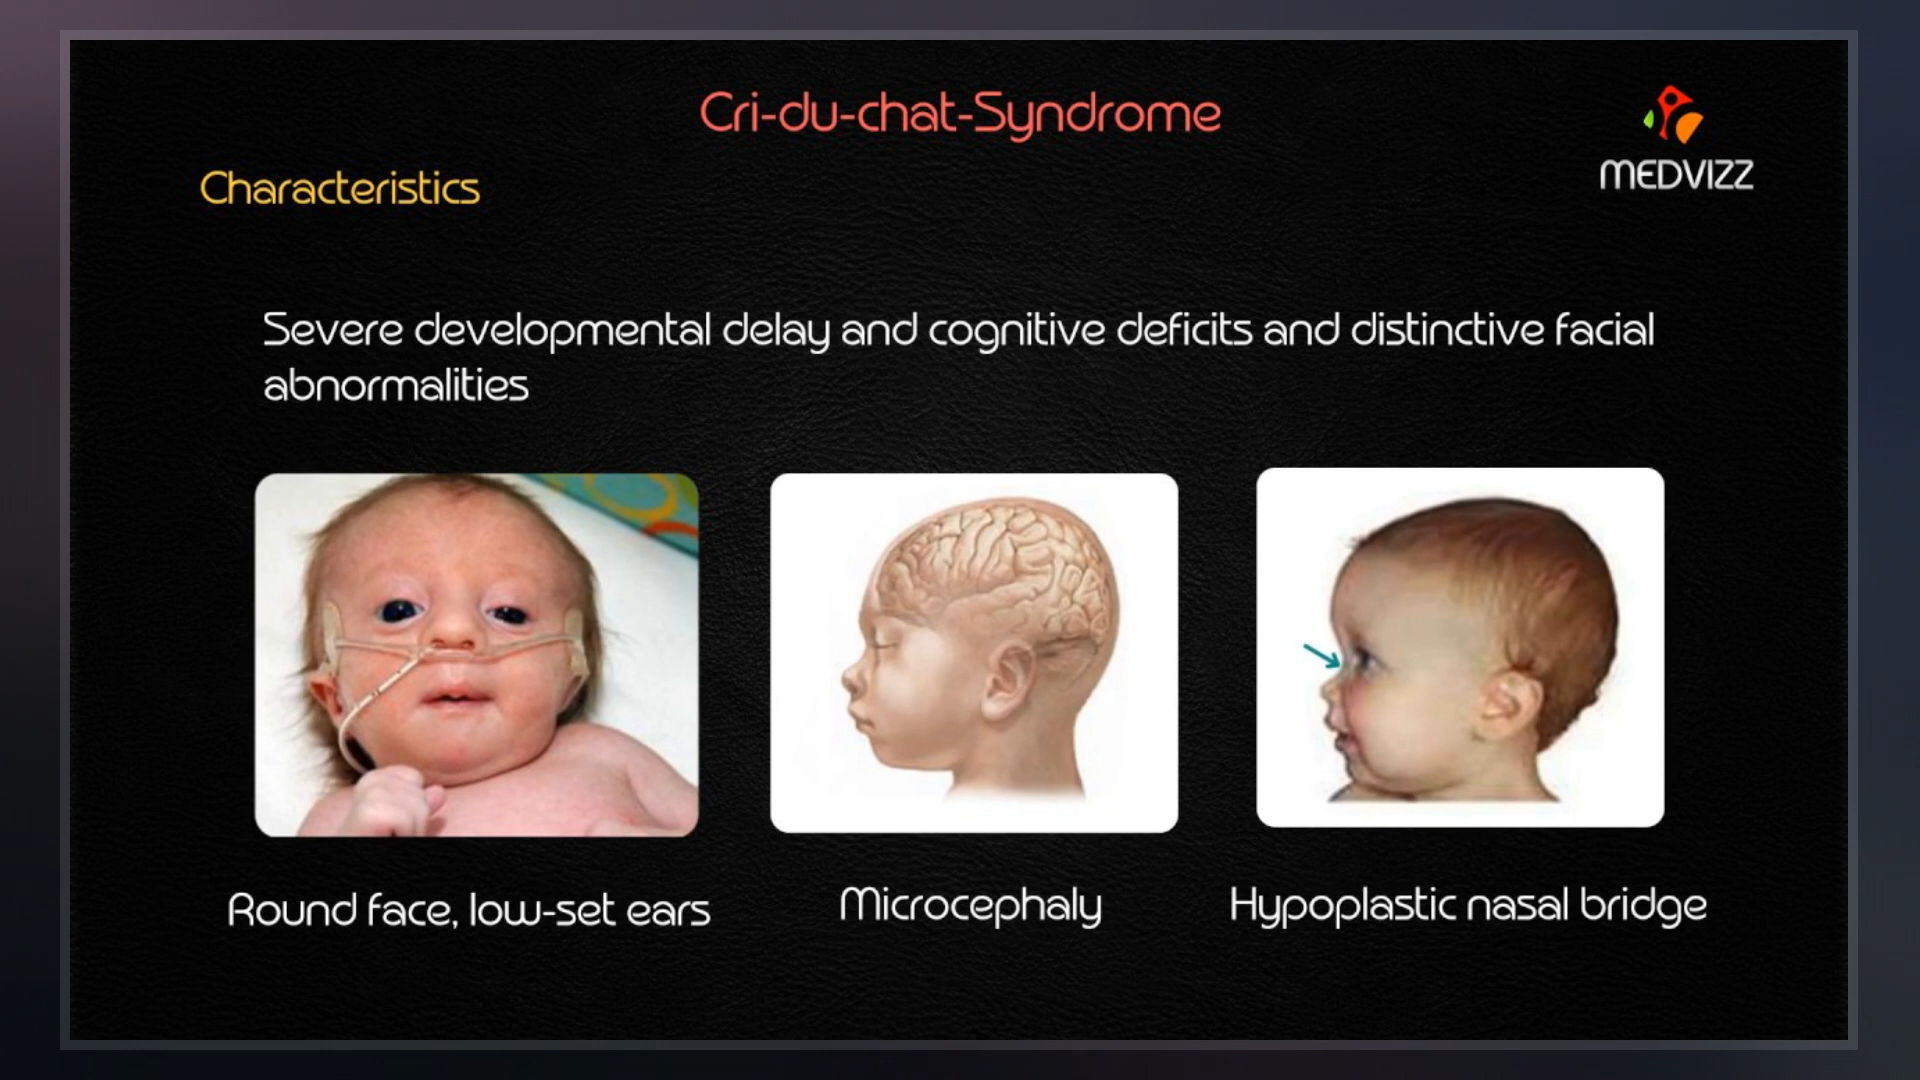 Cri-du-chat-Syndrome
MEDVIZZ
Characteristics
Severe developmental delay and cognitive deficits and distinctive facial
abnormalities
Round face, low-set ears
Microcephaly
Hypoplastic nasal bridge